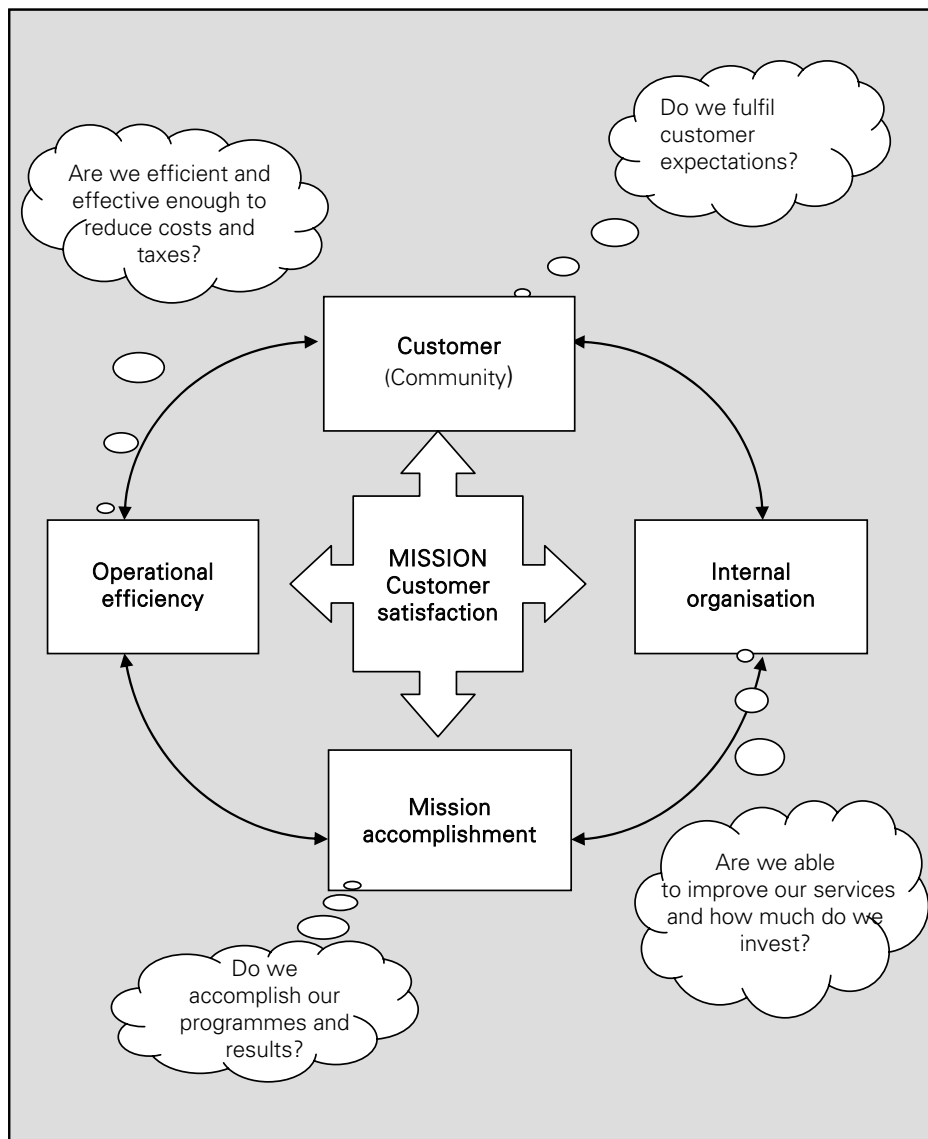 Do we fulfil
customer
expectations?
Are we efficient and
effective enough to
reduce costs and
taxes?
Customer
(Community)
Operational
efficiency
MISSION
Customer
satisfaction
Internal
organisation
Mission
accomplishment
Are we able
to improve our services
and how much do we
invest?
Do we
accomplish our
programmes and
results?